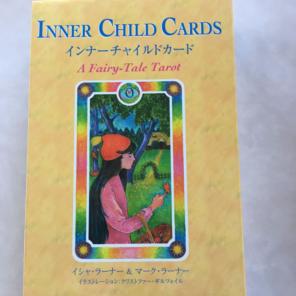 INNER CHILD CARDS
インナーチャイルドカード
A Fairy-Tale Tarot
0
イシャ・ラーナー & マーク・ラーナー
イラストレーション:クリストファー・ギルフォイル